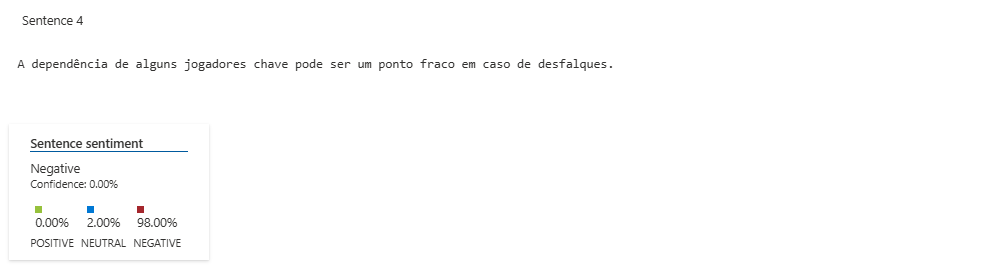 Sentence 4
A dependência de alguns jogadores chave pode ser um ponto fraco em caso de desfalques.
Sentence sentiment
Negative
Confidence: 0.00%
0.00% 2.00% 98.00%
POSITIVE NEUTRAL NEGATIVE